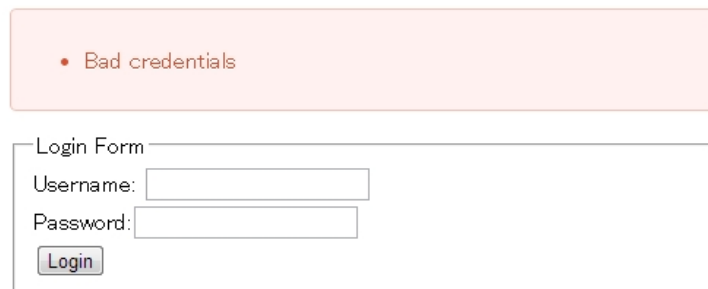 Bad credentials
Login Form
Username:
Password:
Login